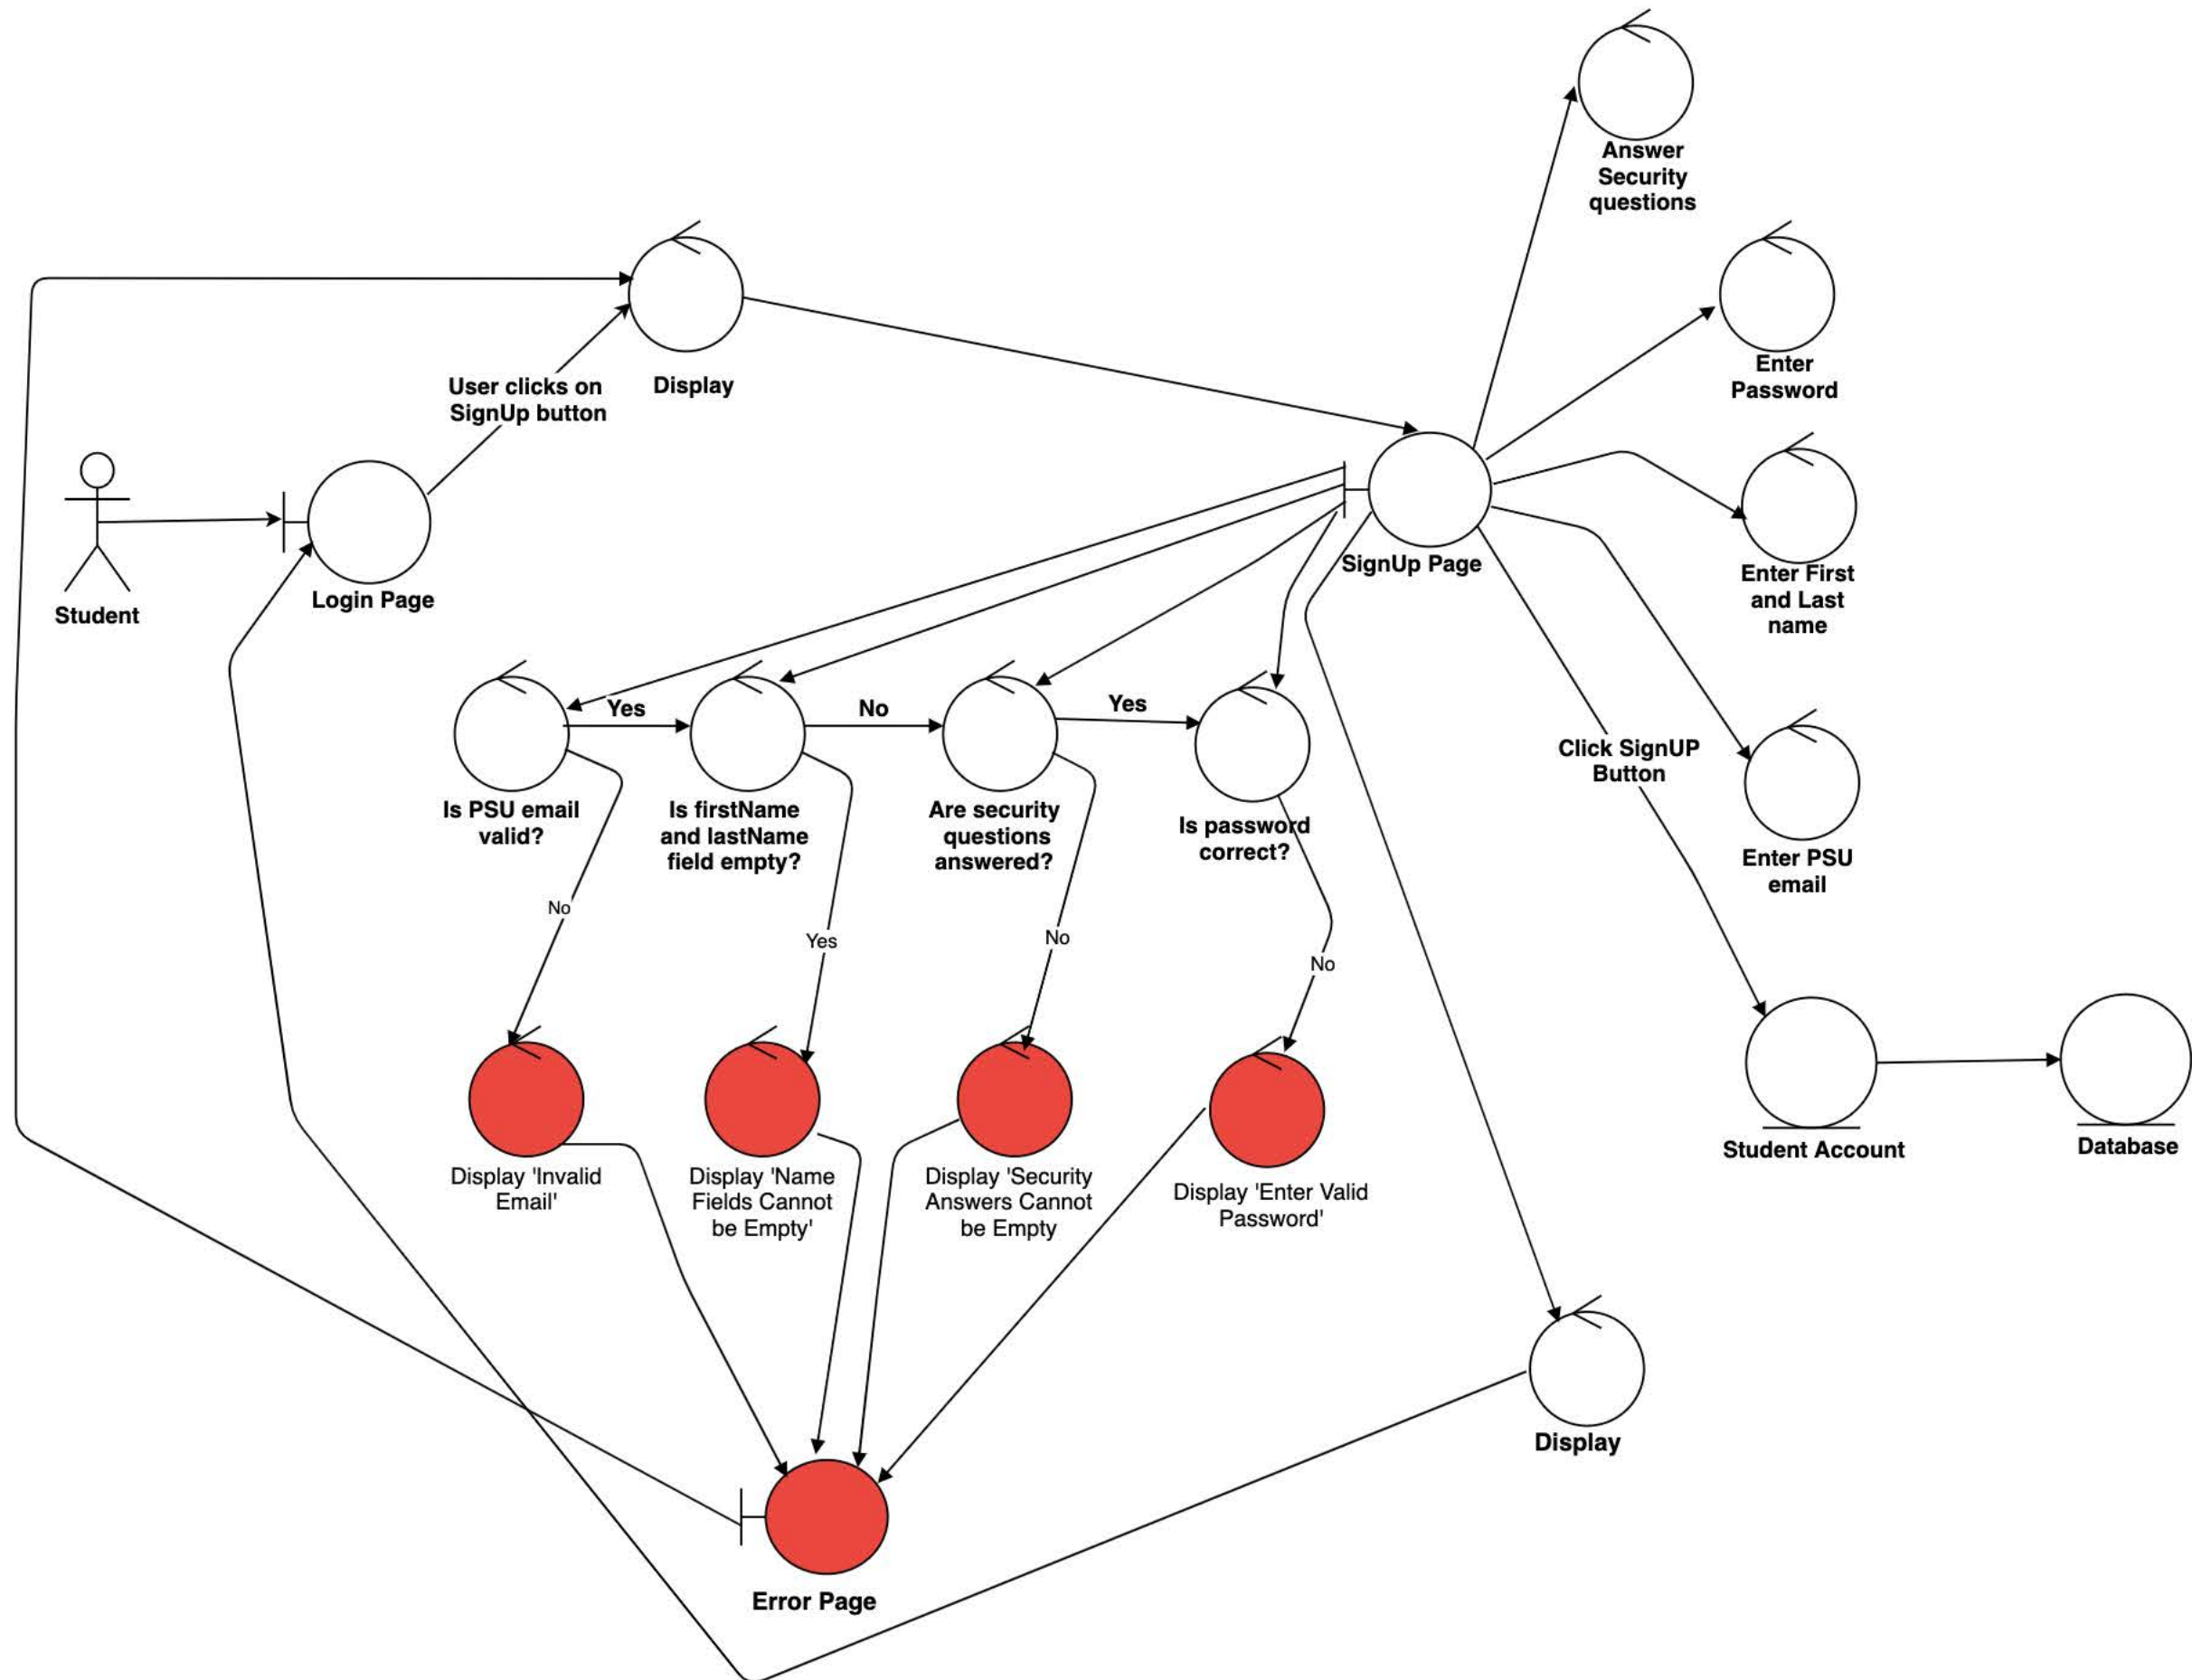 Answer
Security
questions
Enter
Password
User clicks on
SignUp button
Display
SignUp Page
Enter First
and Last
name
Student
Login Page
Yes
No
Yes
Click SignUP
Button
Is PSU email
valid?
Is firstName
and lastName
field empty?
Are security
questions
answered?
Is password
correct?
Enter PSU
email
No
Yes
No
No
Student Account
Database
Display 'Invalid
Email'
Display 'Name
Fields Cannot
be Empty'
Display 'Security
Answers Cannot
be Empty
Display 'Enter Valid
Password'
Display
Error Page